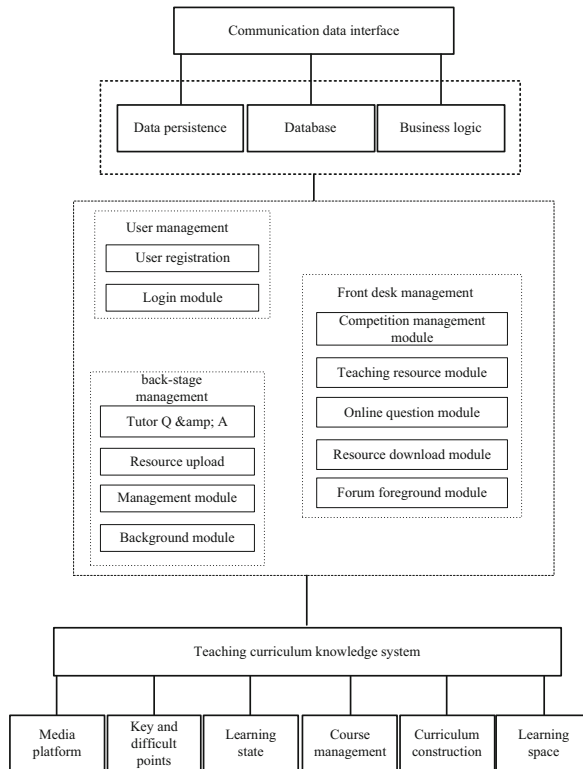 Communication data interface
Data persistence
Database
Business logic
User management
User registration
Login module
Front desk management
Competition management
module
Teaching resource module
Online question module
Resource download module
Forum foreground module
back-stage
management
Tutor Q &amp; A
Resource upload
Management module
Background module
Teaching curriculum knowledge system
Media
platform
Key and
difficult
points
Learning
state
Course
management
Curriculum
construction
Learning
space